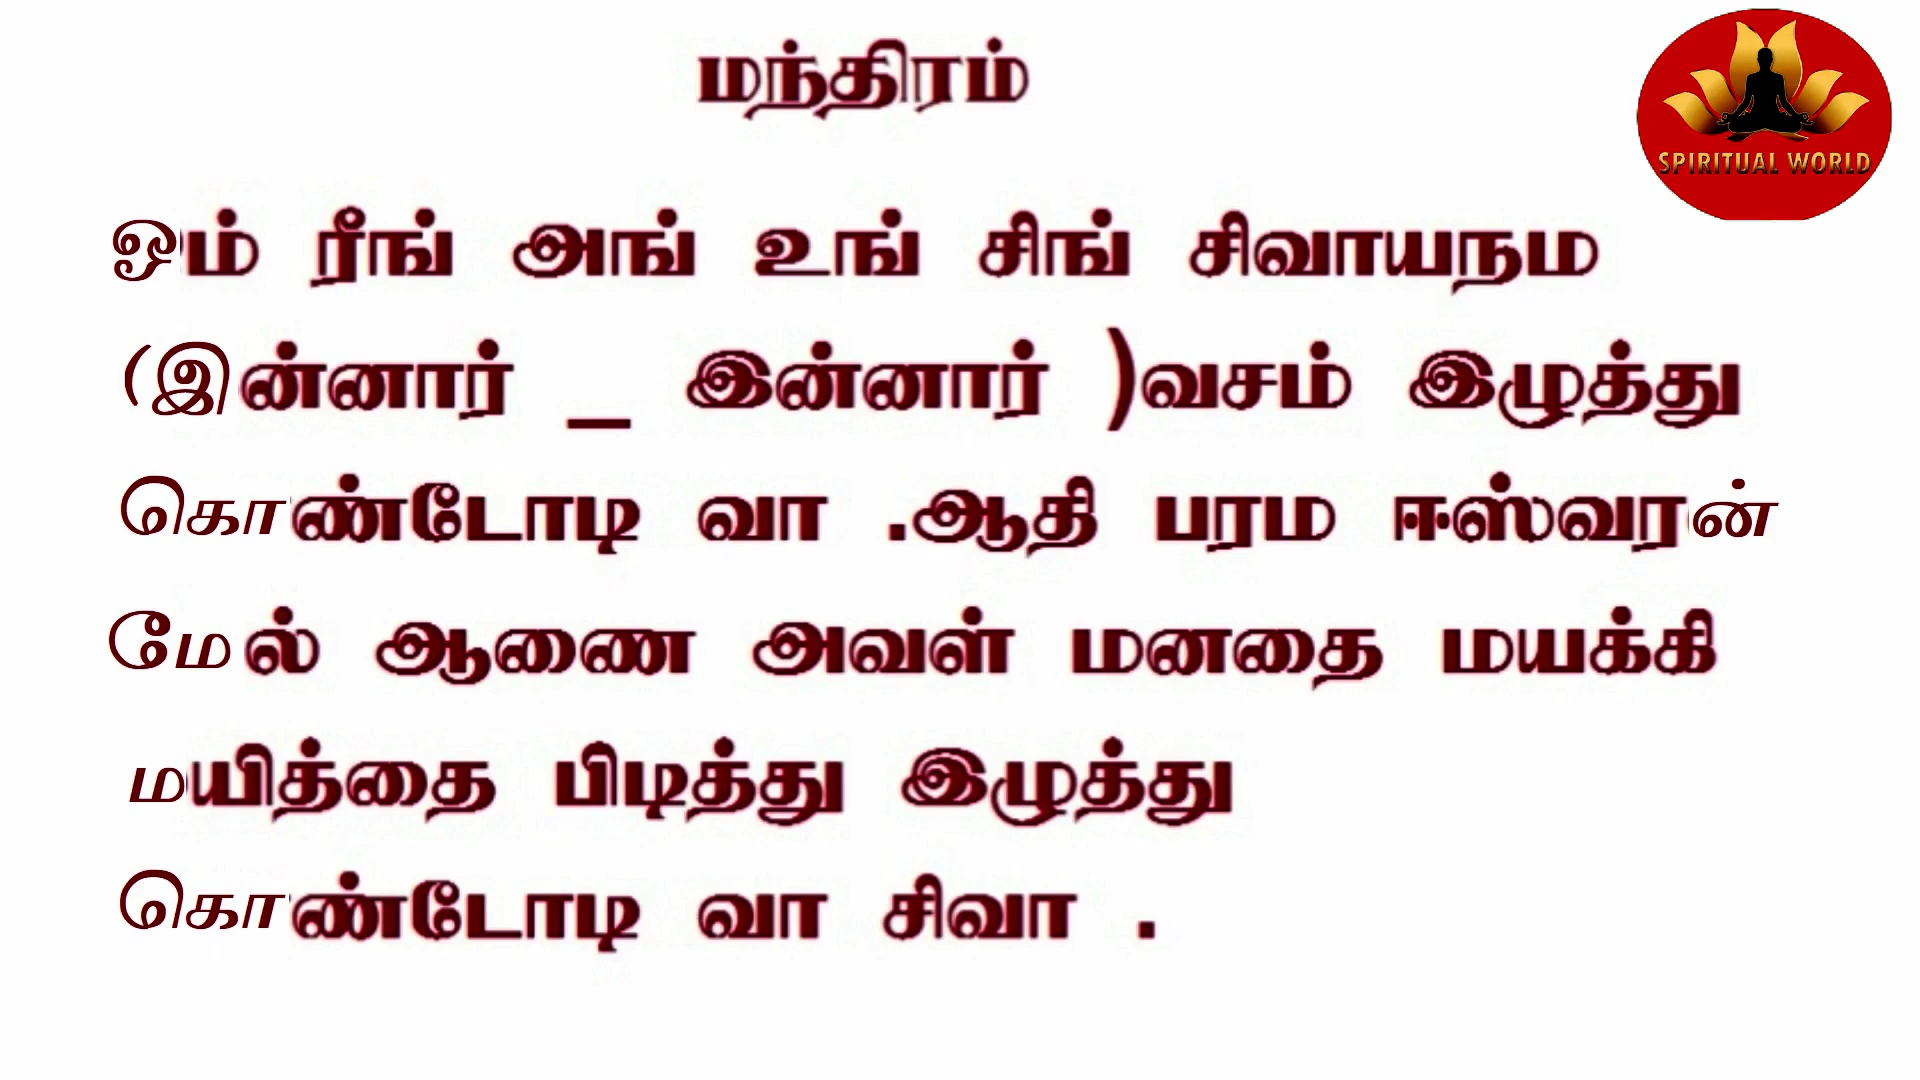 மந்திரம்
SPIRITUAL WORLD
ஓம் ரீங் அங் உங் சிங் சிவாயநம
(இன்னார் _ இன்னார் )வசம் இழுத்து
கொண்டோடி வா .ஆதி பரம ஈஸ்வரன்
மேல் ஆணை அவள் மனதை மயக்கி
மயித்தை பிடித்து இழுத்து
கொண்டோடி வா சிவா .